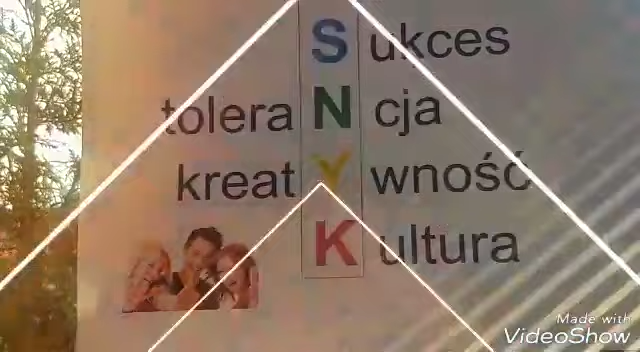 Sukces
toleraNcja
kreatYwność
Kultura
Made with
VideoShow